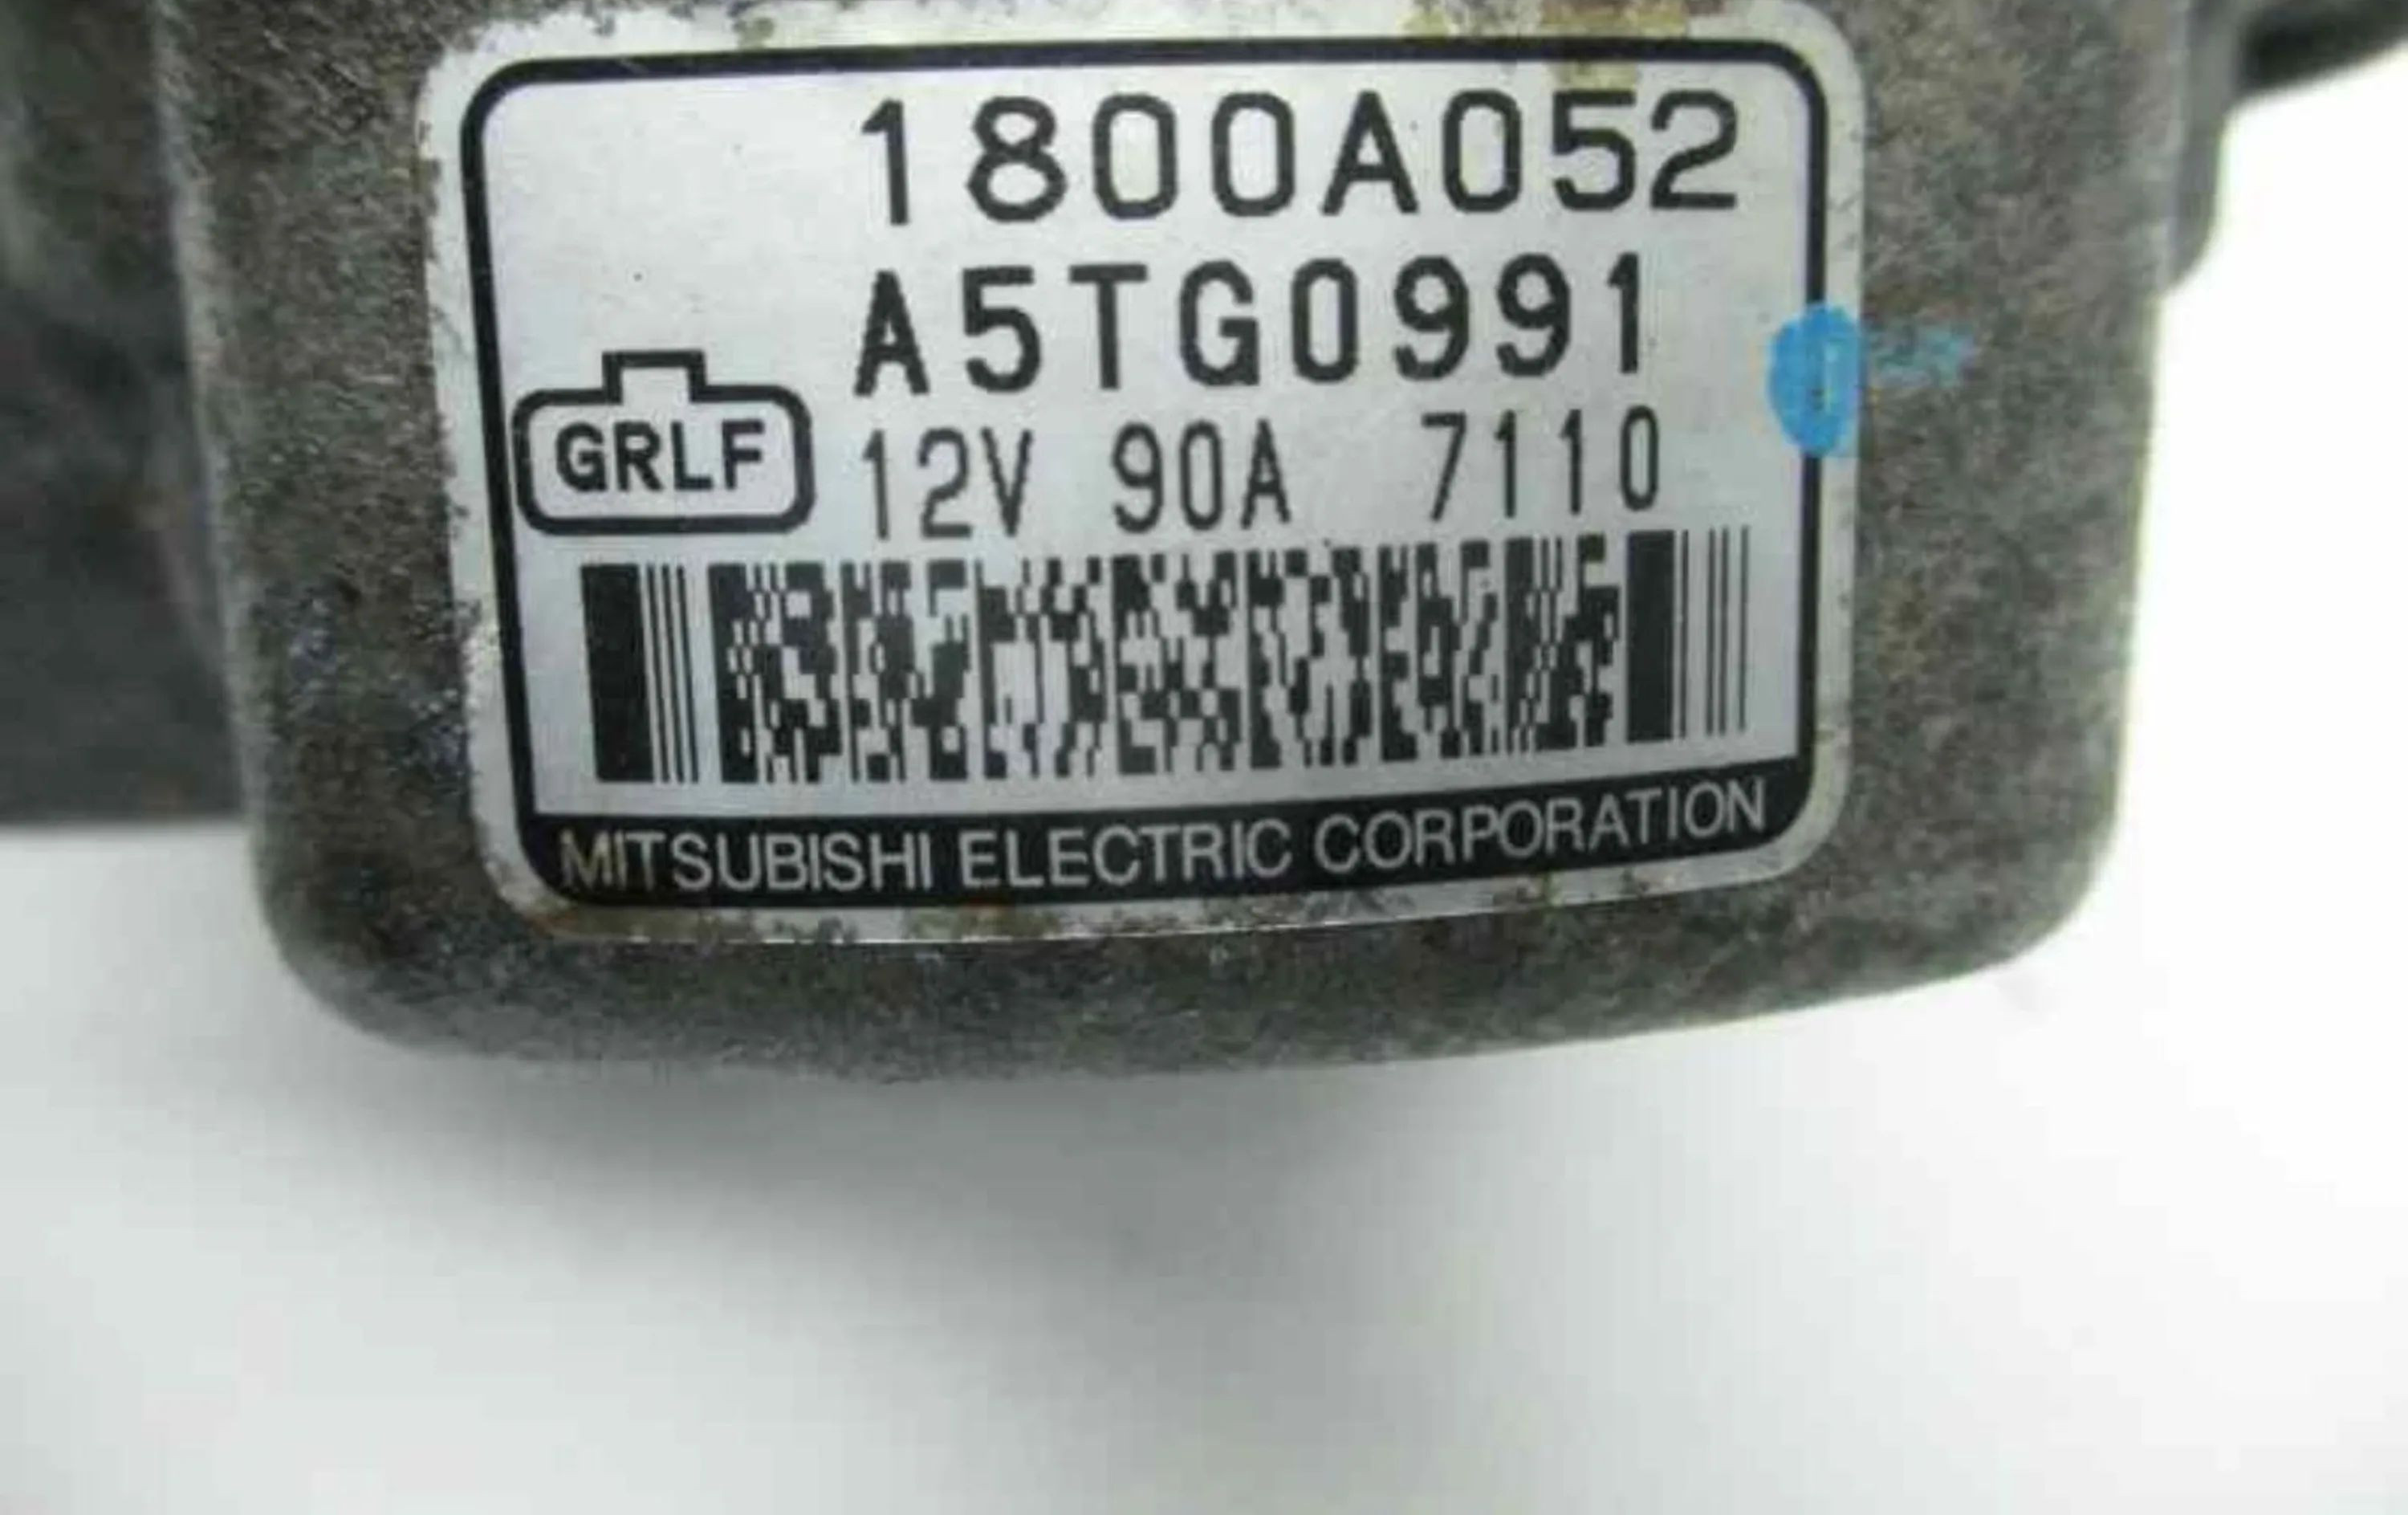 1800A052
A5TG0991
GRLF 12V 90A 7110
MITSUBISHI ELECTRIC CORPORATION